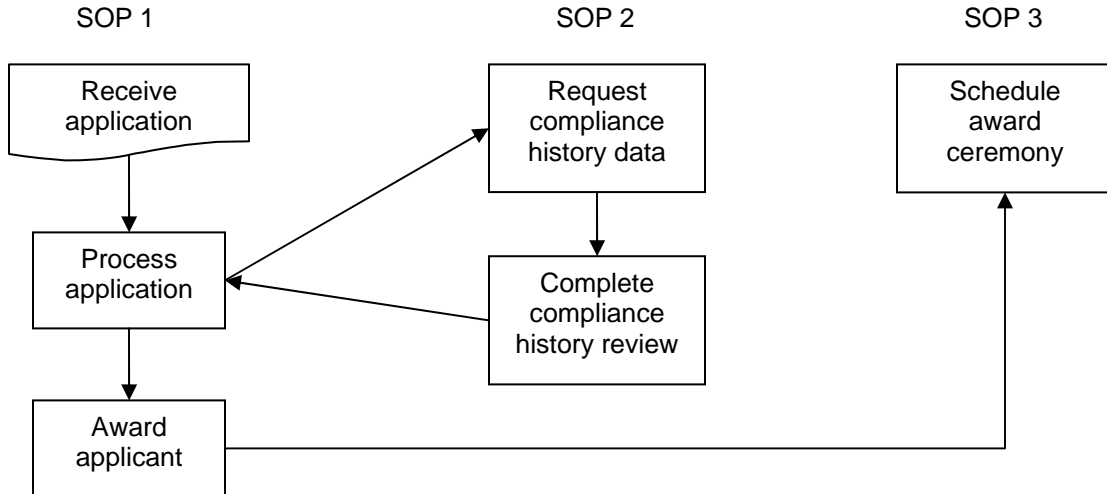 SOP 1
SOP 2
SOP 3
Receive
application
Request
compliance
history data
Schedule
award
ceremony
Process
application
Complete
compliance
history review
Award
applicant